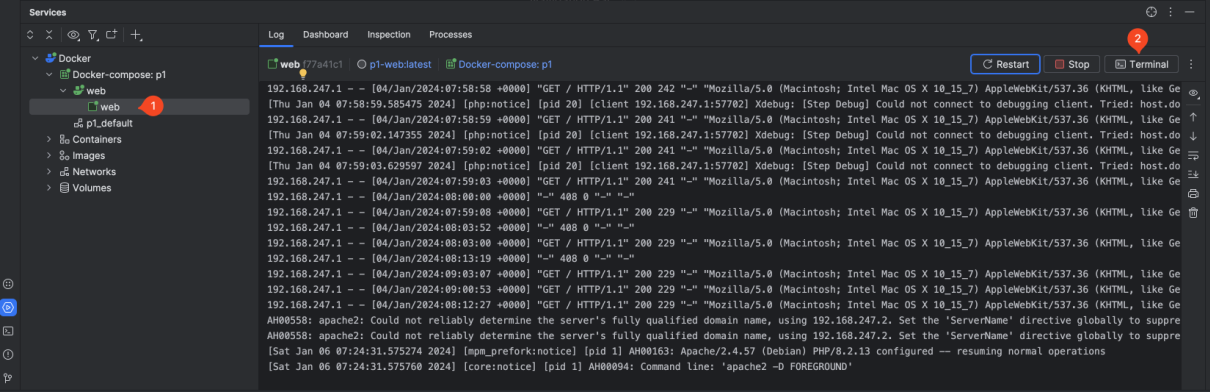 Services
Log Dashboard Inspection Processes
2
Docker
Docker-compose: p1
web
web
1
p1_default
Containers
Images
Networks
Volumes
web f77a41c1 p1-web:latest Docker-compose: p1 Restart Stop Terminal
192.168.247.1 - - [04/Jan/2024:07:58:58 +0000] "GET / HTTP/1.1" 200 242 "-" "Mozilla/5.0 (Macintosh; Intel Mac OS X 10_15_7) AppleWebKit/537.36 (KHTML, like Ge
[Thu Jan 04 07:58:59.585475 2024] [php:notice] [pid 20] [client 192.168.247.1:57702] Xdebug: [Step Debug] Could not connect to debugging client. Tried: host.do
192.168.247.1 - - [04/Jan/2024:07:58:59 +0000] "GET / HTTP/1.1" 200 241 "-" "Mozilla/5.0 (Macintosh; Intel Mac OS X 10_15_7) AppleWebKit/537.36 (KHTML, like Ge
[Thu Jan 04 07:59:02.147355 2024] [php:notice] [pid 20] [client 192.168.247.1:57702] Xdebug: [Step Debug] Could not connect to debugging client. Tried: host.do
192.168.247.1 - - [04/Jan/2024:07:59:02 +0000] "GET / HTTP/1.1" 200 241 "-" "Mozilla/5.0 (Macintosh; Intel Mac OS X 10_15_7) AppleWebKit/537.36 (KHTML, like Ge
[Thu Jan 04 07:59:03.629597 2024] [php:notice] [pid 20] [client 192.168.247.1:57702] Xdebug: [Step Debug] Could not connect to debugging client. Tried: host.do
192.168.247.1 - - [04/Jan/2024:07:59:03 +0000] "GET / HTTP/1.1" 200 241 "-" "Mozilla/5.0 (Macintosh; Intel Mac OS X 10_15_7) AppleWebKit/537.36 (KHTML, like Ge
192.168.247.1 - - [04/Jan/2024:08:00:00 +0000] "-" 408 0 "-" "-"
192.168.247.1 - - [04/Jan/2024:07:59:08 +0000] "GET / HTTP/1.1" 200 229 "-" "Mozilla/5.0 (Macintosh; Intel Mac OS X 10_15_7) AppleWebKit/537.36 (KHTML, like Ge
192.168.247.1 - - [04/Jan/2024:08:03:52 +0000] "-" 408 0 "-" "-"
192.168.247.1 - - [04/Jan/2024:08:03:00 +0000] "GET / HTTP/1.1" 200 229 "-" "Mozilla/5.0 (Macintosh; Intel Mac OS X 10_15_7) AppleWebKit/537.36 (KHTML, like Ge
192.168.247.1 - - [04/Jan/2024:08:13:19 +0000] "-" 408 0 "-" "-"
192.168.247.1 - - [04/Jan/2024:09:03:07 +0000] "GET / HTTP/1.1" 200 229 "-" "Mozilla/5.0 (Macintosh; Intel Mac OS X 10_15_7) AppleWebKit/537.36 (KHTML, like Ge
192.168.247.1 - - [04/Jan/2024:09:00:53 +0000] "GET / HTTP/1.1" 200 229 "-" "Mozilla/5.0 (Macintosh; Intel Mac OS X 10_15_7) AppleWebKit/537.36 (KHTML, like Ge
192.168.247.1 - - [04/Jan/2024:08:12:27 +0000] "GET / HTTP/1.1" 200 229 "-" "Mozilla/5.0 (Macintosh; Intel Mac OS X 10_15_7) AppleWebKit/537.36 (KHTML, like Ge
AH00558: apache2: Could not reliably determine the server's fully qualified domain name, using 192.168.247.2. Set the 'ServerName' directive globally to suppre
AH00558: apache2: Could not reliably determine the server's fully qualified domain name, using 192.168.247.2. Set the 'ServerName' directive globally to suppre
[Sat Jan 06 07:24:31.575274 2024] [mpm_prefork:notice] [pid 1] AH00163: Apache/2.4.57 (Debian) PHP/8.2.13 configured -- resuming normal operations
[Sat Jan 06 07:24:31.575760 2024] [core:notice] [pid 1] AH00094: Command line: 'apache2 -D FOREGROUND'